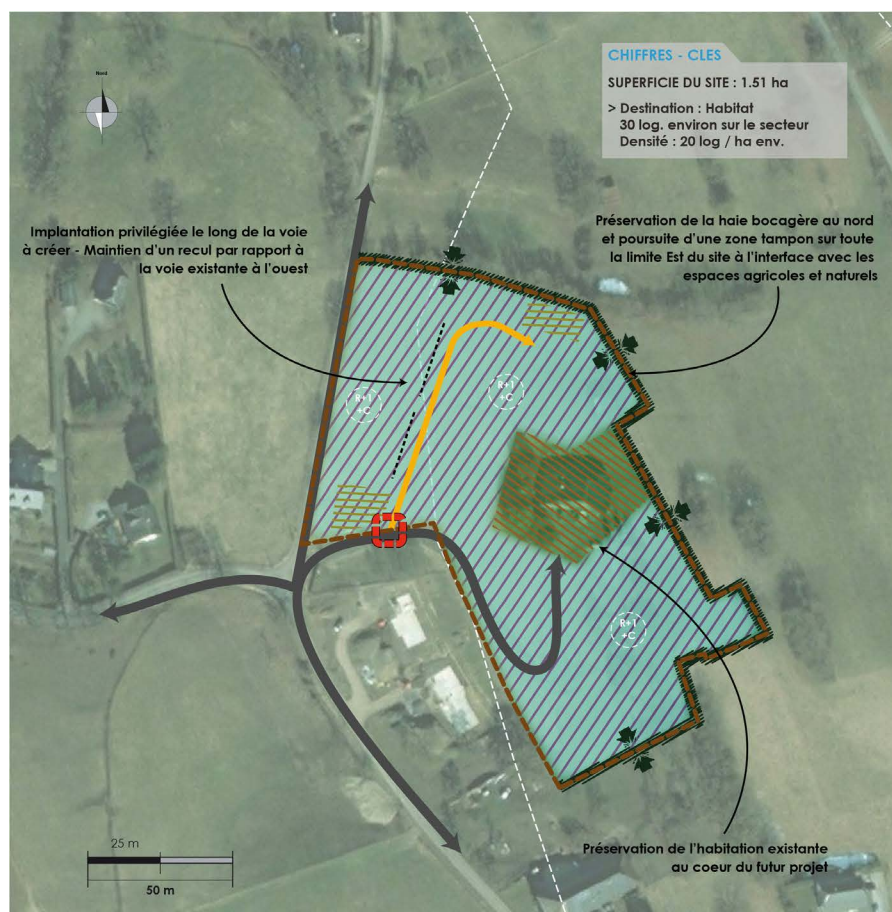 CHIFFRES - CLES
SUPERFICIE DU SITE : 1.51 ha
> Destination : Habitat
30 log. environ sur le secteur
Densité : 20 log / ha env.
Nord
Implantation privilégiée le long de la voie
à créer - Maintien d'un recul par rapport à
la voie existante à l'ouest
Préservation de la haie bocagère au nord
et poursuite d'une zone tampon sur toute
la limite Est du site à l'interface avec les
espaces agricoles et naturels
R+1
+C
R+1
+C
R+1
+C
25 m
50 m
Préservation de l'habitation existante
au coeur du futur projet